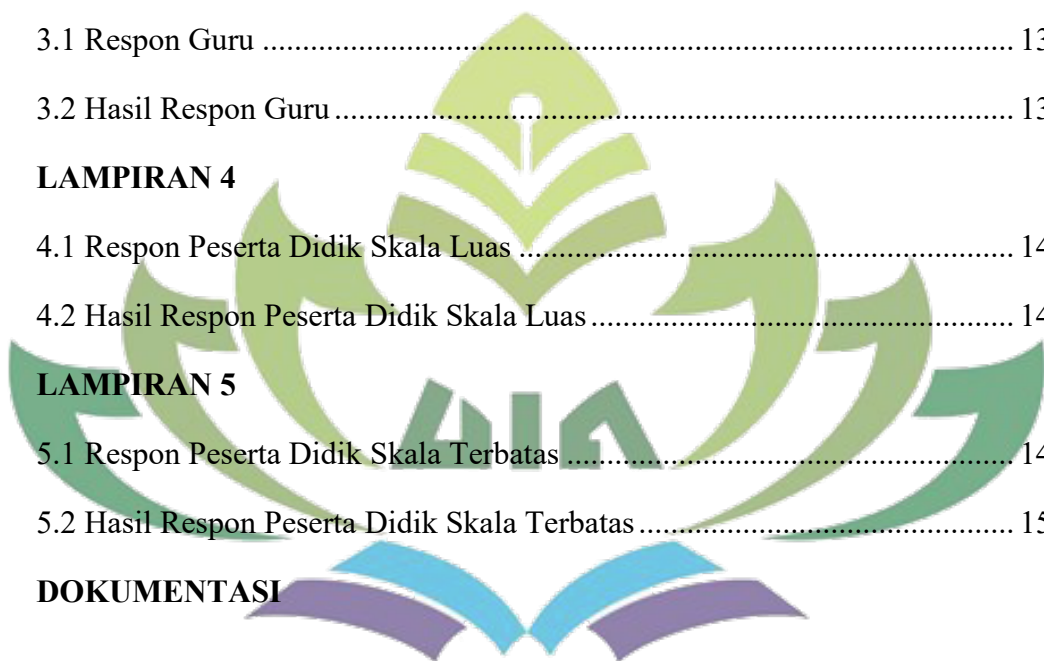 3.1 Respon Guru ........................................................................................................ 13
3.2 Hasil Respon Guru ............................................................................................. 13
LAMPIRAN 4
4.1 Respon Peserta Didik Skala Luas ...................................................................... 14
4.2 Hasil Respon Peserta Didik Skala Luas ............................................................ 14
LAMPIRAN 5
5.1 Respon Peserta Didik Skala Terbatas ................................................................ 14
5.2 Hasil Respon Peserta Didik Skala Terbatas ...................................................... 15
DOKUMENTASI